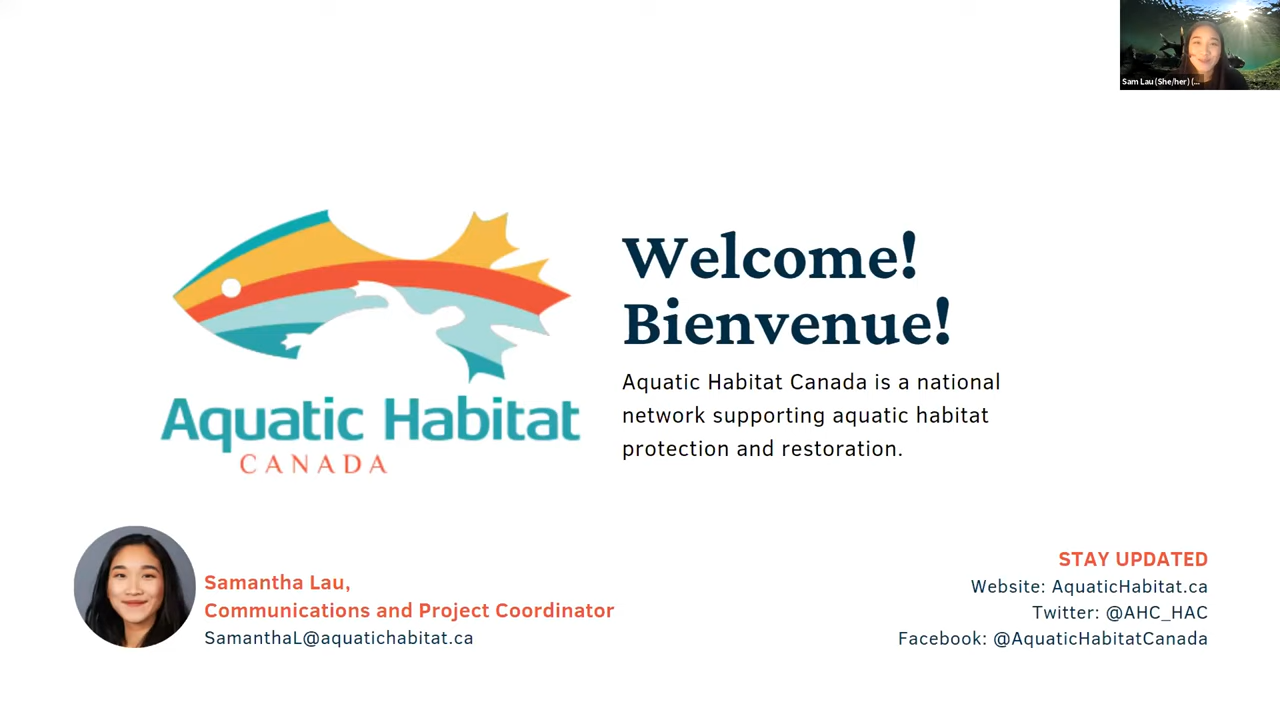 Sam Lau (She/her) (...
Welcome!
Bienvenue!
Aquatic Habitat Canada is a national
network supporting aquatic habitat
protection and restoration.
Aquatic Habitat
CANADA
Samantha Lau,
Communications and Project Coordinator
SamanthaL@aquatichabitat.ca
STAY UPDATED
Website: AquaticHabitat.ca
Twitter: @AHC_HAC
Facebook: @AquaticHabitatCanada